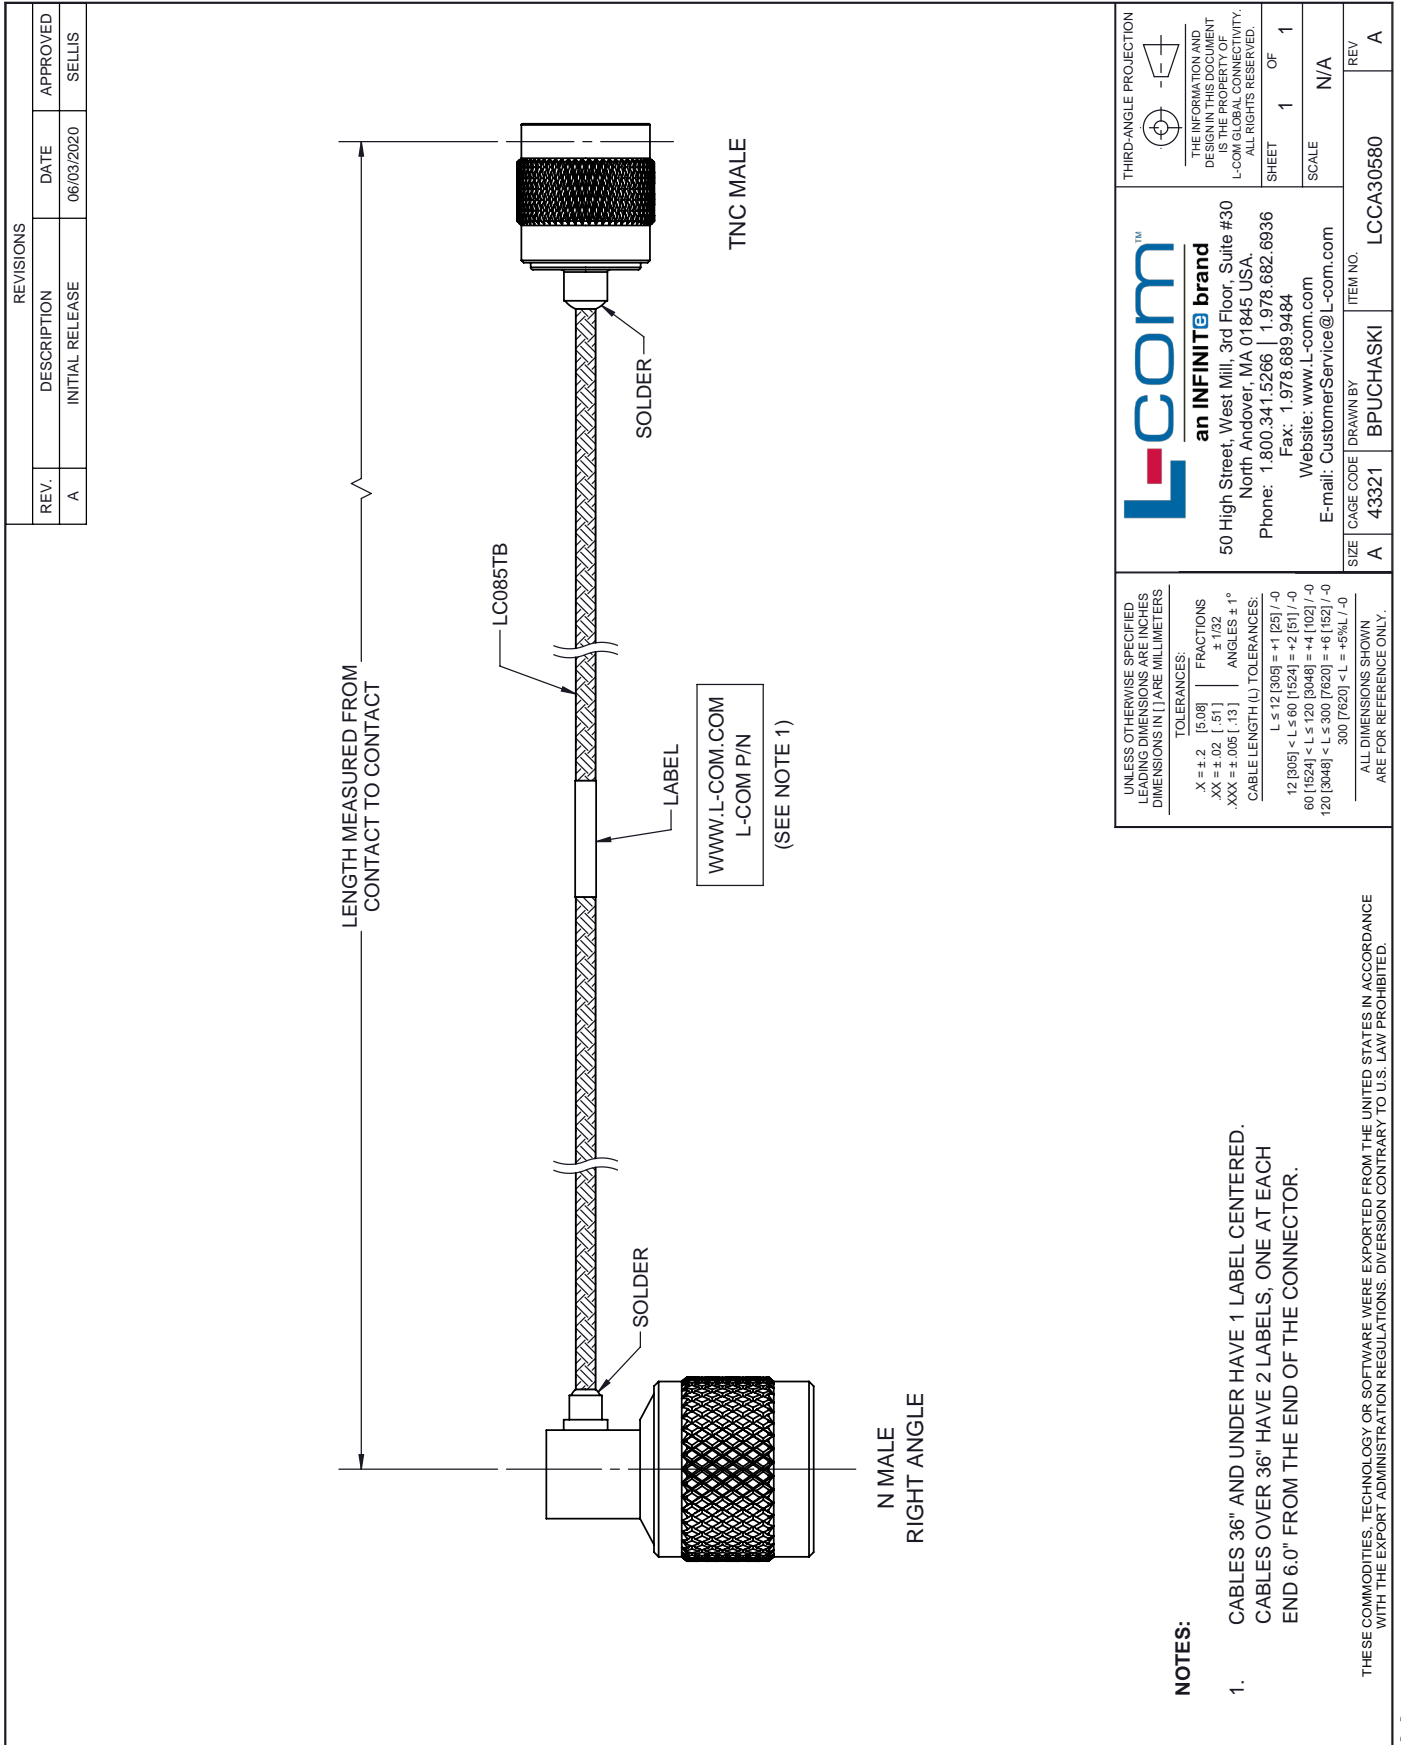 REVISIONS
REV. DESCRIPTION DATE APPROVED
A INITIAL RELEASE 06/03/2020 SELLIS
LENGTH MEASURED FROM
CONTACT TO CONTACT
LC085TB
SOLDER
SOLDER
LABEL
WWW.L-COM.COM
L-COM P/N
(SEE NOTE 1)
TNC MALE
N MALE
RIGHT ANGLE
NOTES:
1. CABLES 36" AND UNDER HAVE 1 LABEL CENTERED.
CABLES OVER 36" HAVE 2 LABELS, ONE AT EACH
END 6.0" FROM THE END OF THE CONNECTOR.
THESE COMMODITIES, TECHNOLOGY OR SOFTWARE WERE EXPORTED FROM THE UNITED STATES IN ACCORDANCE
WITH THE EXPORT ADMINISTRATION REGULATIONS. DIVERSION CONTRARY TO U.S. LAW PROHIBITED.
UNLESS OTHERWISE SPECIFIED
LEADING DIMENSIONS ARE INCHES
DIMENSIONS IN [ ] ARE MILLIMETERS
TOLERANCES:
.X = ±.2 [5.08] FRACTIONS
.XX = ±.02 [.51] ± 1/32
.XXX = ±.005 [.13] ANGLES ± 1°
CABLE LENGTH (L) TOLERANCES:
L ≤ 12 [305] = +1 [25] / -0
12 [305] < L ≤ 60 [1524] = +2 [51] / -0
60 [1524] < L ≤ 120 [3048] = +4 [102] / -0
120 [3048] < L ≤ 300 [7620] = +6 [152] / -0
300 [7620] < L = +5%L / -0
ALL DIMENSIONS SHOWN
ARE FOR REFERENCE ONLY.
L-com™
an INFINITe brand
50 High Street, West Mill, 3rd Floor, Suite #30
North Andover, MA 01845 USA.
Phone: 1.800.341.5266 | 1.978.682.6936
Fax: 1.978.689.9484
Website: www.L-com.com
E-mail: CustomerService@L-com.com
THIRD-ANGLE PROJECTION
THE INFORMATION AND
DESIGN IN THIS DOCUMENT
IS THE PROPERTY OF
L-COM GLOBAL CONNECTIVITY.
ALL RIGHTS RESERVED.
SHEET 1 OF 1
SCALE N/A
SIZE A
CAGE CODE 43321
DRAWN BY BPUCHASKI
ITEM NO. LCCA30580
REV A